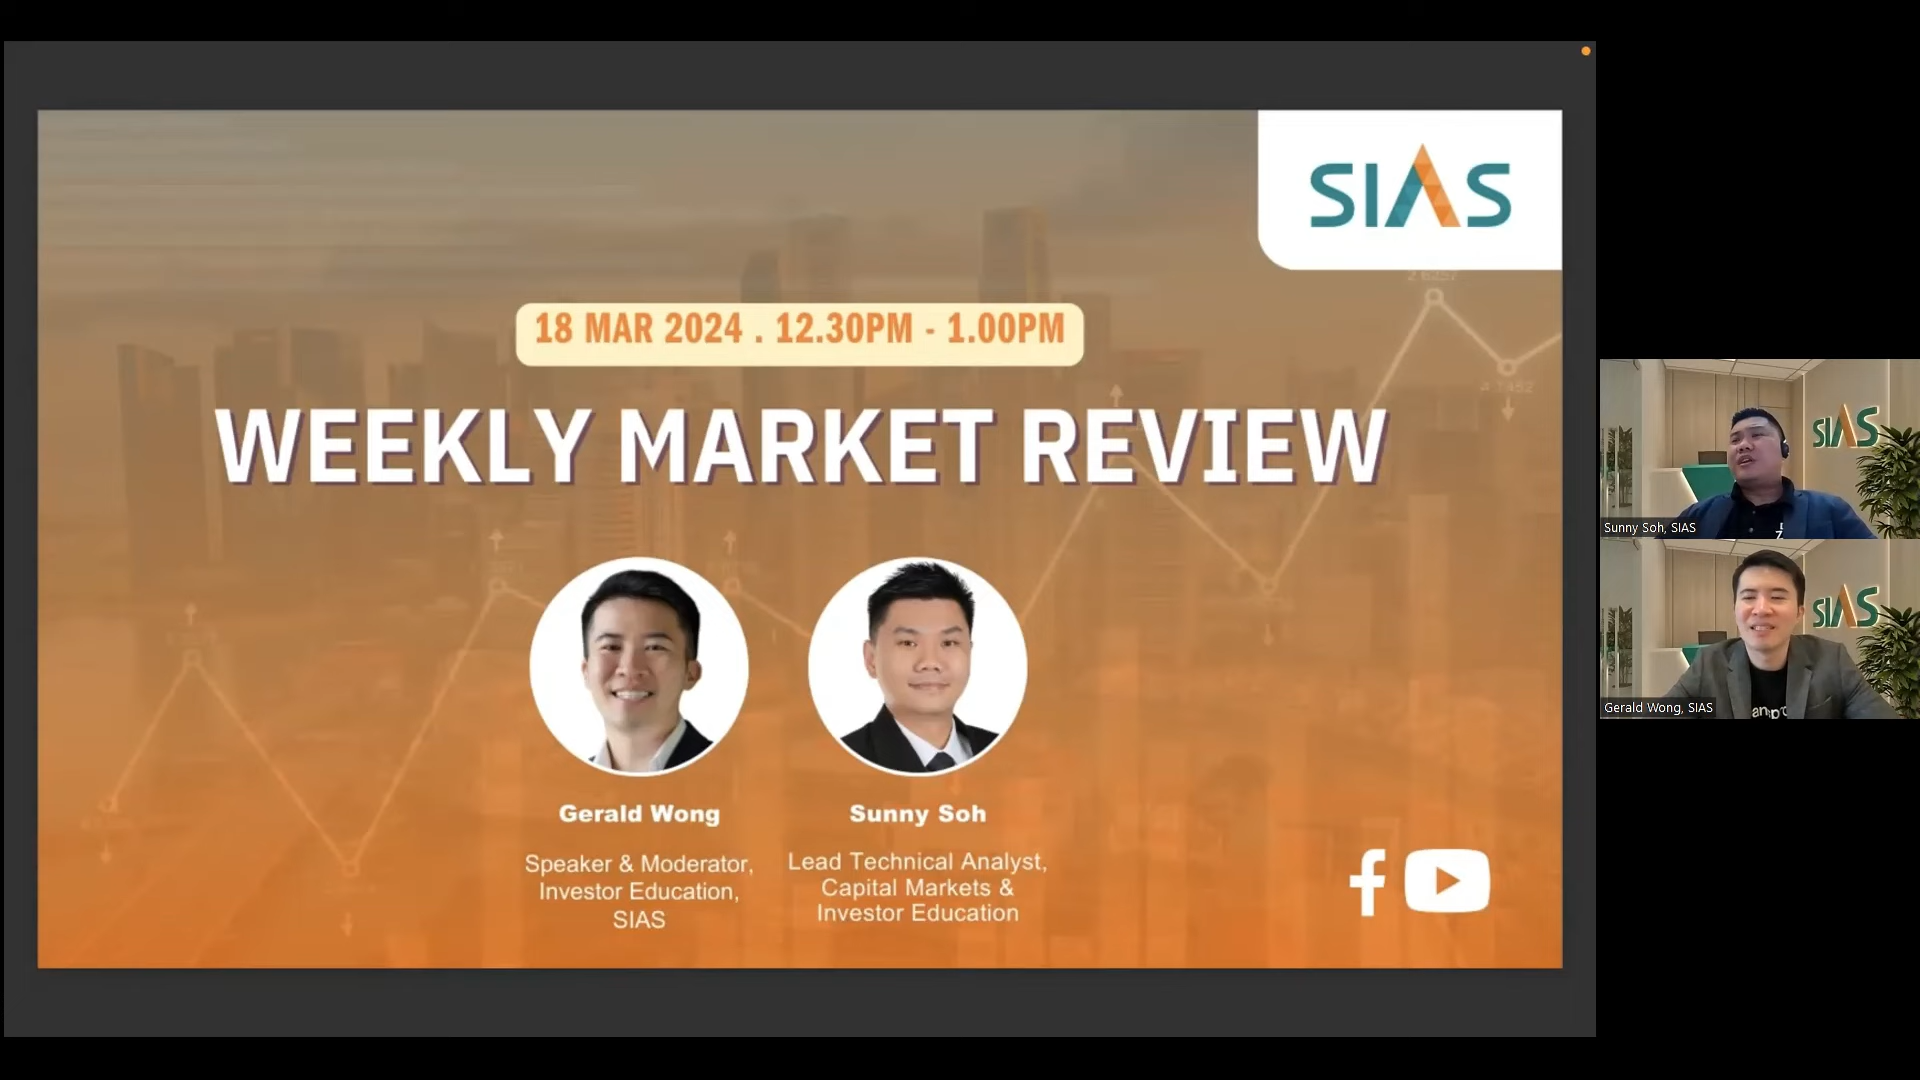 SIAS
18 MAR 2024 . 12.30PM - 1.00PM
WEEKLY MARKET REVIEW
Gerald Wong
Speaker & Moderator,
Investor Education,
SIAS
Sunny Soh
Lead Technical Analyst,
Capital Markets &
Investor Education
SIAS
Sunny Soh, SIAS
SIAS
Gerald Wong, SIAS